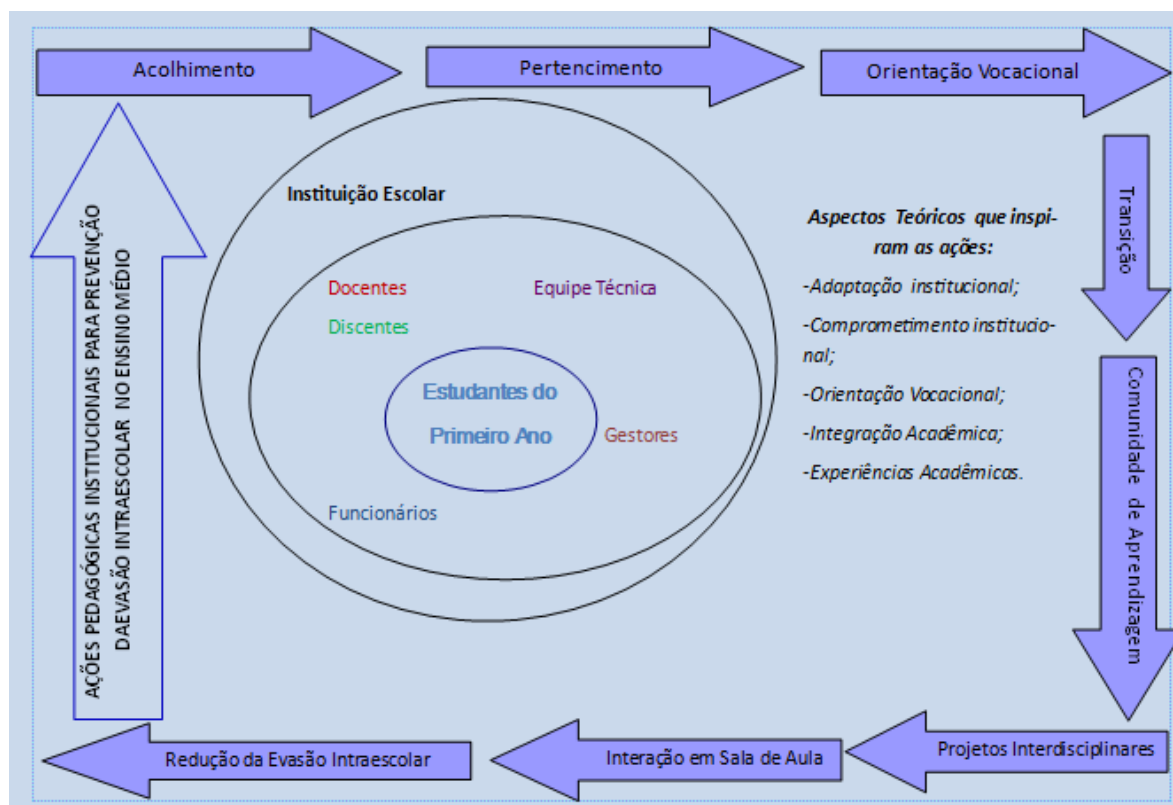 Acolhimento
Pertencimento
Orientação Vocacional
Transição
Comunidade de Aprendizagem
Projetos Interdisciplinares
Interação em Sala de Aula
Redução da Evasão Intraescolar
AÇÕES PEDAGÓGICAS INSTITUCIONAIS PARA PREVENÇÃO
DAEVASÃO INTRAESCOLAR NO ENSIN0 MÉDIO
Instituição Escolar
Docentes
Equipe Técnica
Discentes
Estudantes do
Primeiro Ano
Gestores
Funcionários
Aspectos Teóricos que inspi-
ram as ações:
-Adaptação institucional;
-Comprometimento institucio-
nal;
-Orientação Vocacional;
-Integração Acadêmica;
-Experiências Acadêmicas.